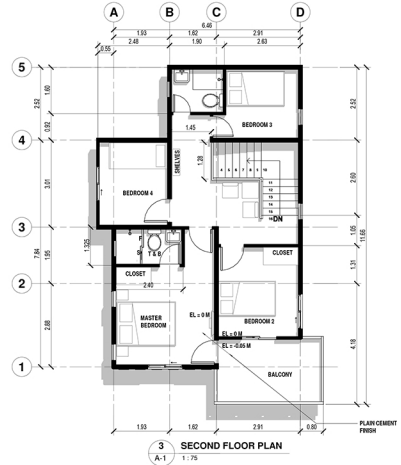 A B C D
6.46
1.93 1.62 2.91
2.48 1.90 2.63
0.55
5
4
3
2
1
1.60
2.52
0.92
3.01
1.325
7.84
1.95
2.88
2.52
2.60
11.66
1.05
1.31
4.18
BEDROOM 3
1.45
SHELVES
1.28
BEDROOM 4
DN
T & B
CLOSET
CLOSET
2.40
MASTER
BEDROOM
EL = 0 M
BEDROOM 2
EL = 0 M
EL = -0.05 M
BALCONY
1.93 1.62 2.91 0.80
PLAIN CEMENT
FINISH
3 SECOND FLOOR PLAN
A-1 1 : 75